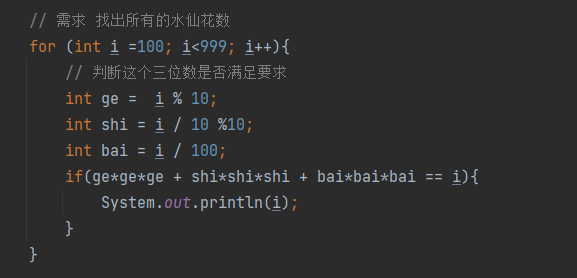 // 需求 找出所有的水仙花数
for (int i =100; i<999; i++){
// 判断这个三位数是否满足要求
int ge =  i % 10;
int shi = i / 10 %10;
int bai = i / 100;
if(ge*ge*ge + shi*shi*shi + bai*bai*bai == i){
System.out.println(i);
}
}